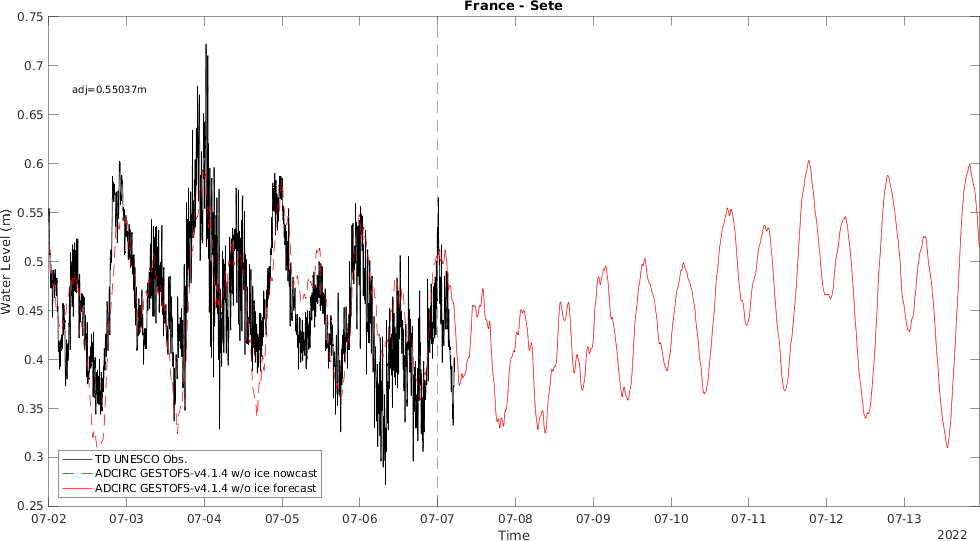 France - Sete
0.75
0.7
0.65
0.6
0.55
0.5
0.45
0.4
0.35
0.3
0.25
Water Level (m)
adj=0.55037m
TD UNESCO Obs.
ADCIRC GESTOFS-v4.1.4 w/o ice nowcast
ADCIRC GESTOFS-v4.1.4 w/o ice forecast
07-02 07-03 07-04 07-05 07-06 07-07 07-08 07-09 07-10 07-11 07-12 07-13
Time
2022